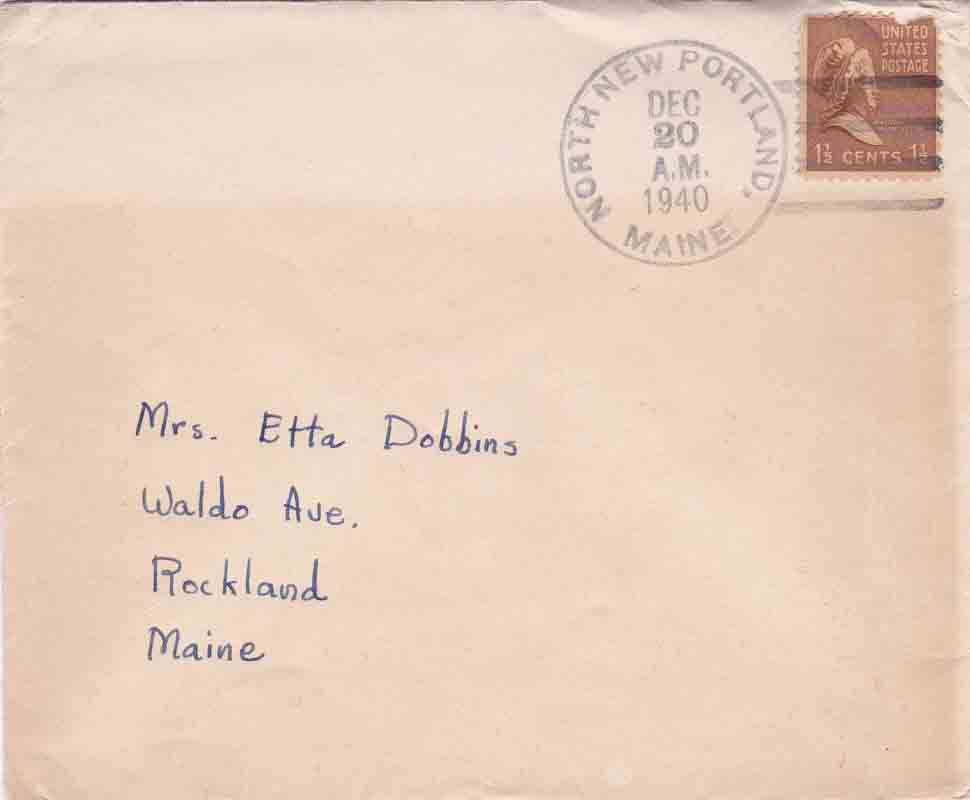 NORTH NEW PORTLAND,
DEC
20
A.M.
1940
MAINE
UNITED
STATES
POSTAGE
1½ CENTS 1½
Mrs. Etta Dobbins
Waldo Ave.
Rockland
Maine